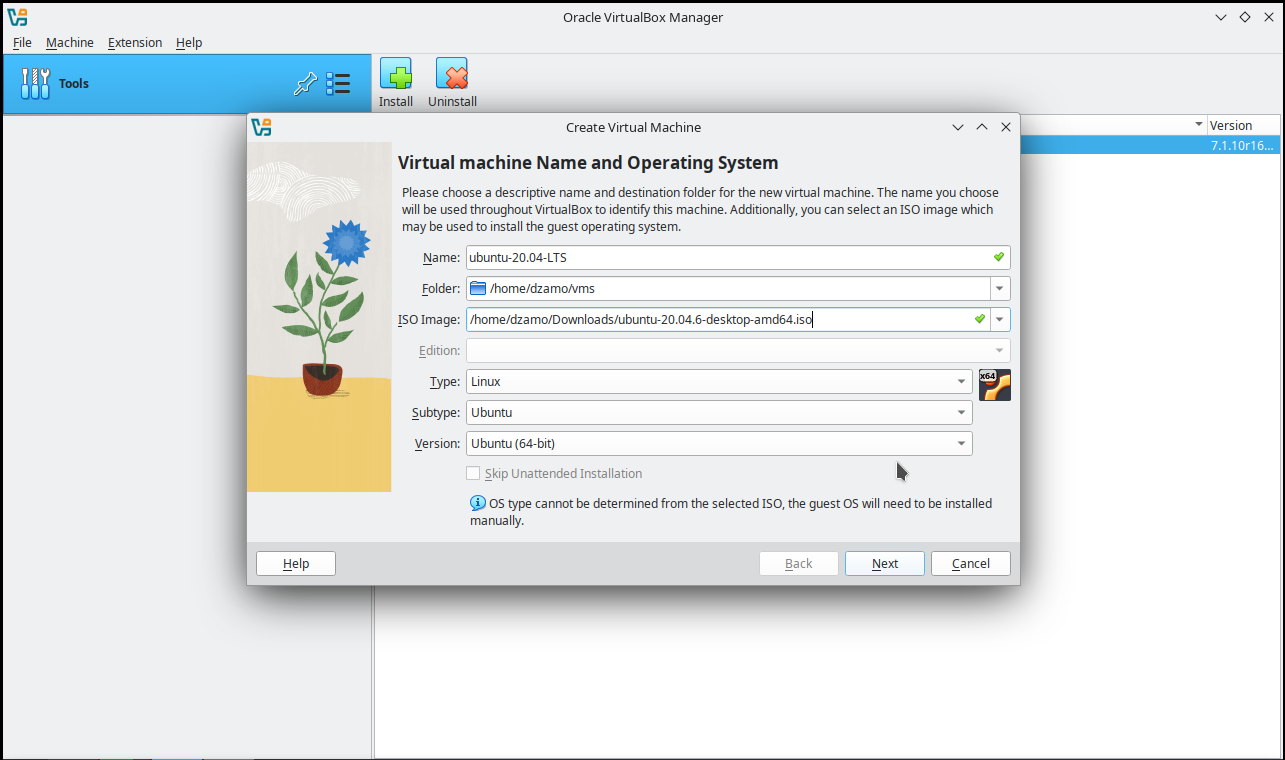 Oracle VirtualBox Manager
File Machine Extension Help
Tools
Install Uninstall
Version
7.1.10r16...
Create Virtual Machine
Virtual machine Name and Operating System
Please choose a descriptive name and destination folder for the new virtual machine. The name you choose
will be used throughout VirtualBox to identify this machine. Additionally, you can select an ISO image which
may be used to install the guest operating system.
Name: ubuntu-20.04-LTS
Folder: /home/dzamo/vms
ISO Image: /home/dzamo/Downloads/ubuntu-20.04.6-desktop-amd64.iso
Edition:
Type: Linux
x64
Subtype: Ubuntu
Version: Ubuntu (64-bit)
Skip Unattended Installation
OS type cannot be determined from the selected ISO, the guest OS will need to be installed
manually.
Help Back Next Cancel